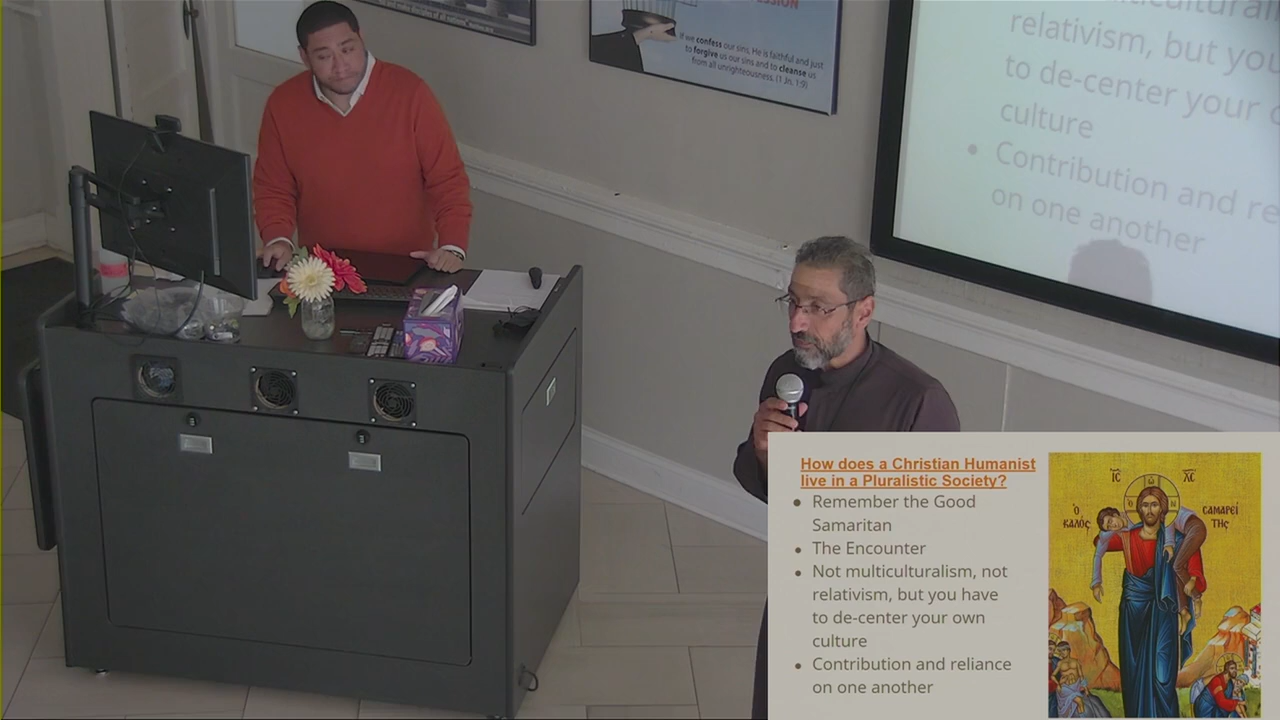 SSION
If we confess our sins, He is faithful and just
to forgive us our sins and to cleanse us
from all unrighteousness. (1 Jn. 1:9)
relativism, but you
to de-center your
culture
• Contribution and re
on one another
How does a Christian Humanist
live in a Pluralistic Society?
• Remember the Good
Samaritan
• The Encounter
• Not multiculturalism, not
relativism, but you have
to de-center your own
culture
• Contribution and reliance
on one another
IC XC
Ὁ ΚΑΛΌΣ
ΣΑΜΑΡΕΊ
ΤΗΣ